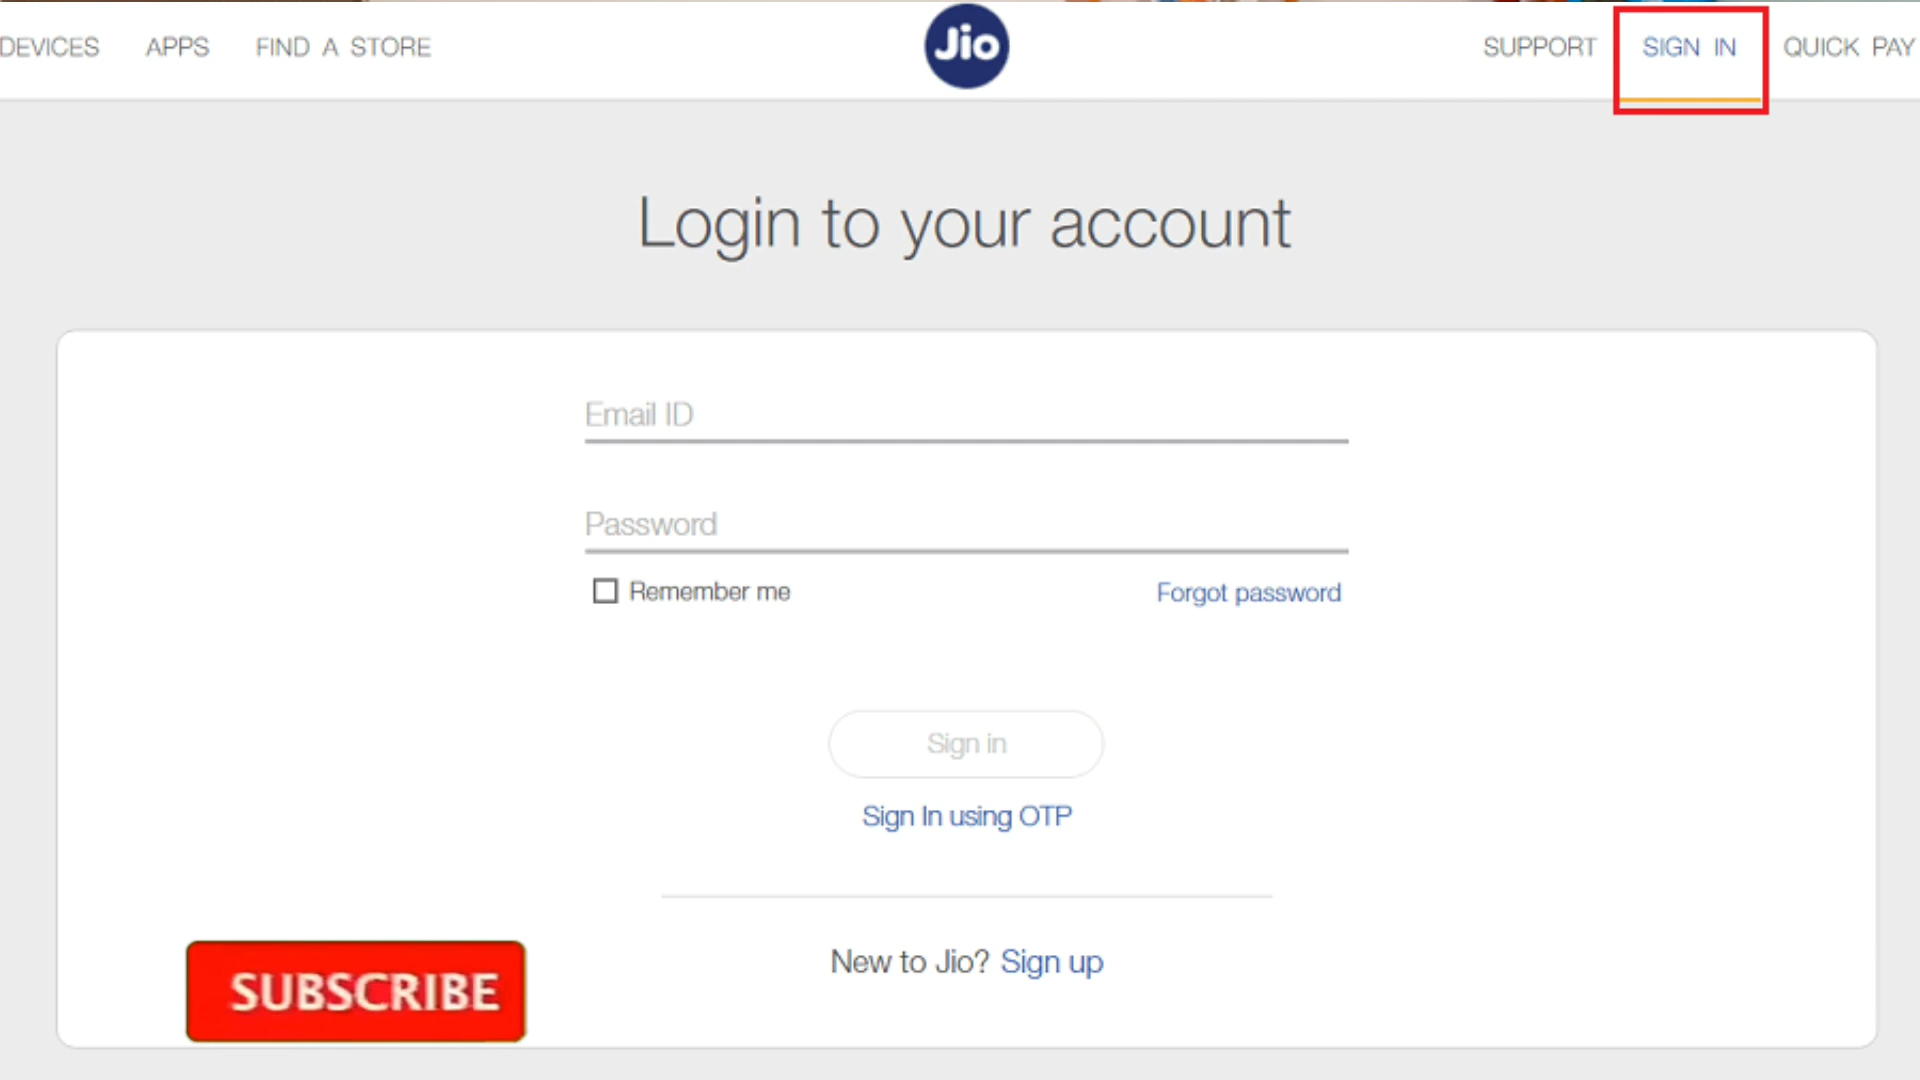 DEVICES APPS FIND A STORE Jio SUPPORT SIGN IN QUICK PAY
Login to your account
Email ID
Password
Remember me Forgot password
Sign in
Sign In using OTP
New to Jio? Sign up
SUBSCRIBE